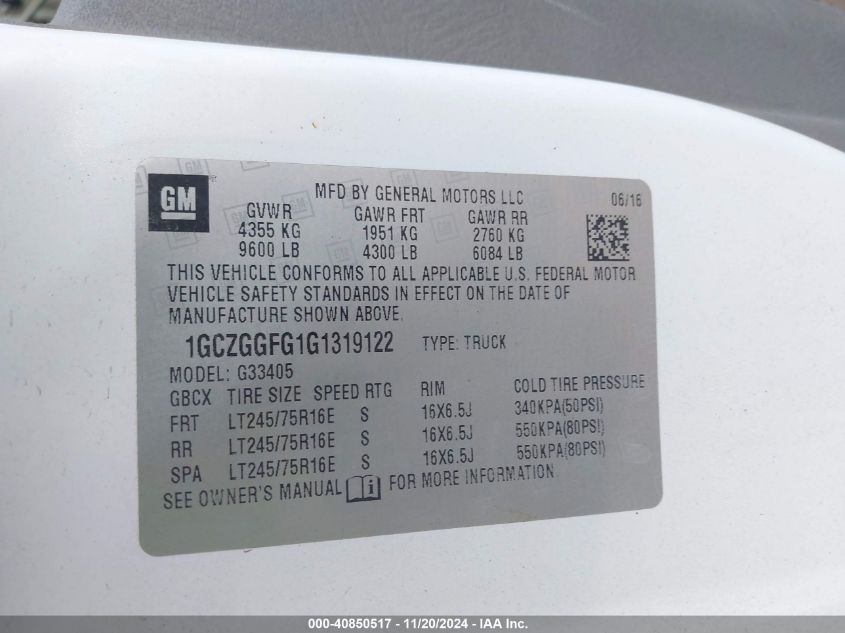 GM
MFD BY GENERAL MOTORS LLC 06/16
GVWR GAWR FRT GAWR RR
4355 KG 1951 KG 2760 KG
9600 LB 4300 LB 6084 LB
THIS VEHICLE CONFORMS TO ALL APPLICABLE U.S. FEDERAL MOTOR
VEHICLE SAFETY STANDARDS IN EFFECT ON THE DATE OF
MANUFACTURE SHOWN ABOVE.
1GCZGGFG1G1319122 TYPE: TRUCK
MODEL: G33405
GBCX TIRE SIZE SPEED RTG RIM COLD TIRE PRESSURE
FRT LT245/75R16E S 16X6.5J 340KPA(50PSI)
RR LT245/75R16E S 16X6.5J 550KPA(80PSI)
SPA LT245/75R16E S 16X6.5J 550KPA(80PSI)
SEE OWNER'S MANUAL i FOR MORE INFORMATION
000-40850517 - 11/20/2024 - IAA Inc.